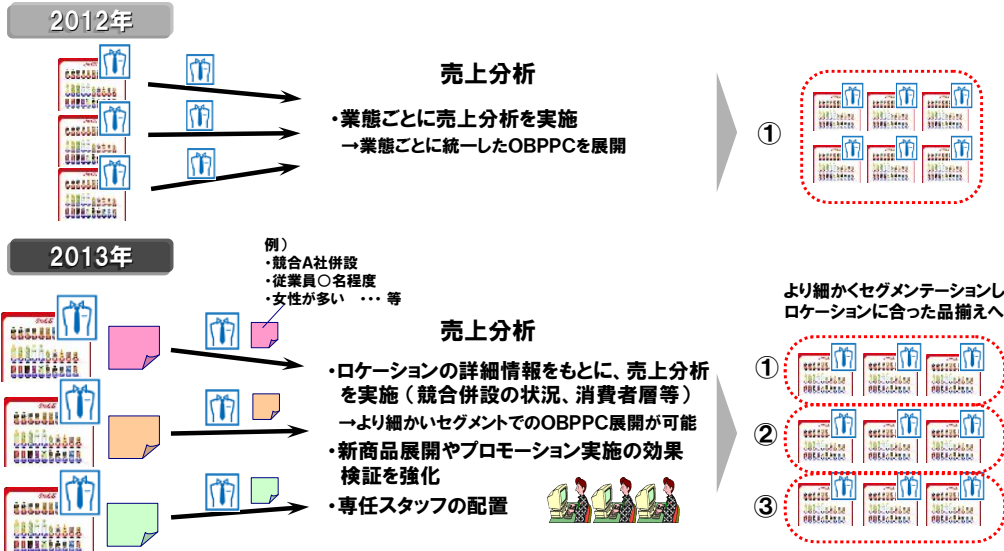 2012年
売上分析
・業態ごとに売上分析を実施
→業態ごとに統一したOBPPCを展開
①
2013年
例）
・競合A社併設
・従業員○名程度
・女性が多い ・・・ 等
売上分析
・ロケーションの詳細情報をもとに、売上分析
を実施（競合併設の状況、消費者層等）
→より細かいセグメントでのOBPPC展開が可能
・新商品展開やプロモーション実施の効果
検証を強化
・専任スタッフの配置
より細かくセグメンテーションし
ロケーションに合った品揃えへ
①
②
③